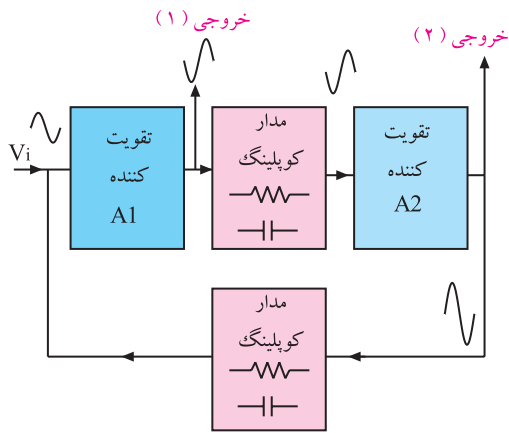 خروجی (۱)
خروجی (۲)
Vi
تقویت
کننده
A1
مدار
کوپلینگ
تقویت
کننده
A2
مدار
کوپلینگ